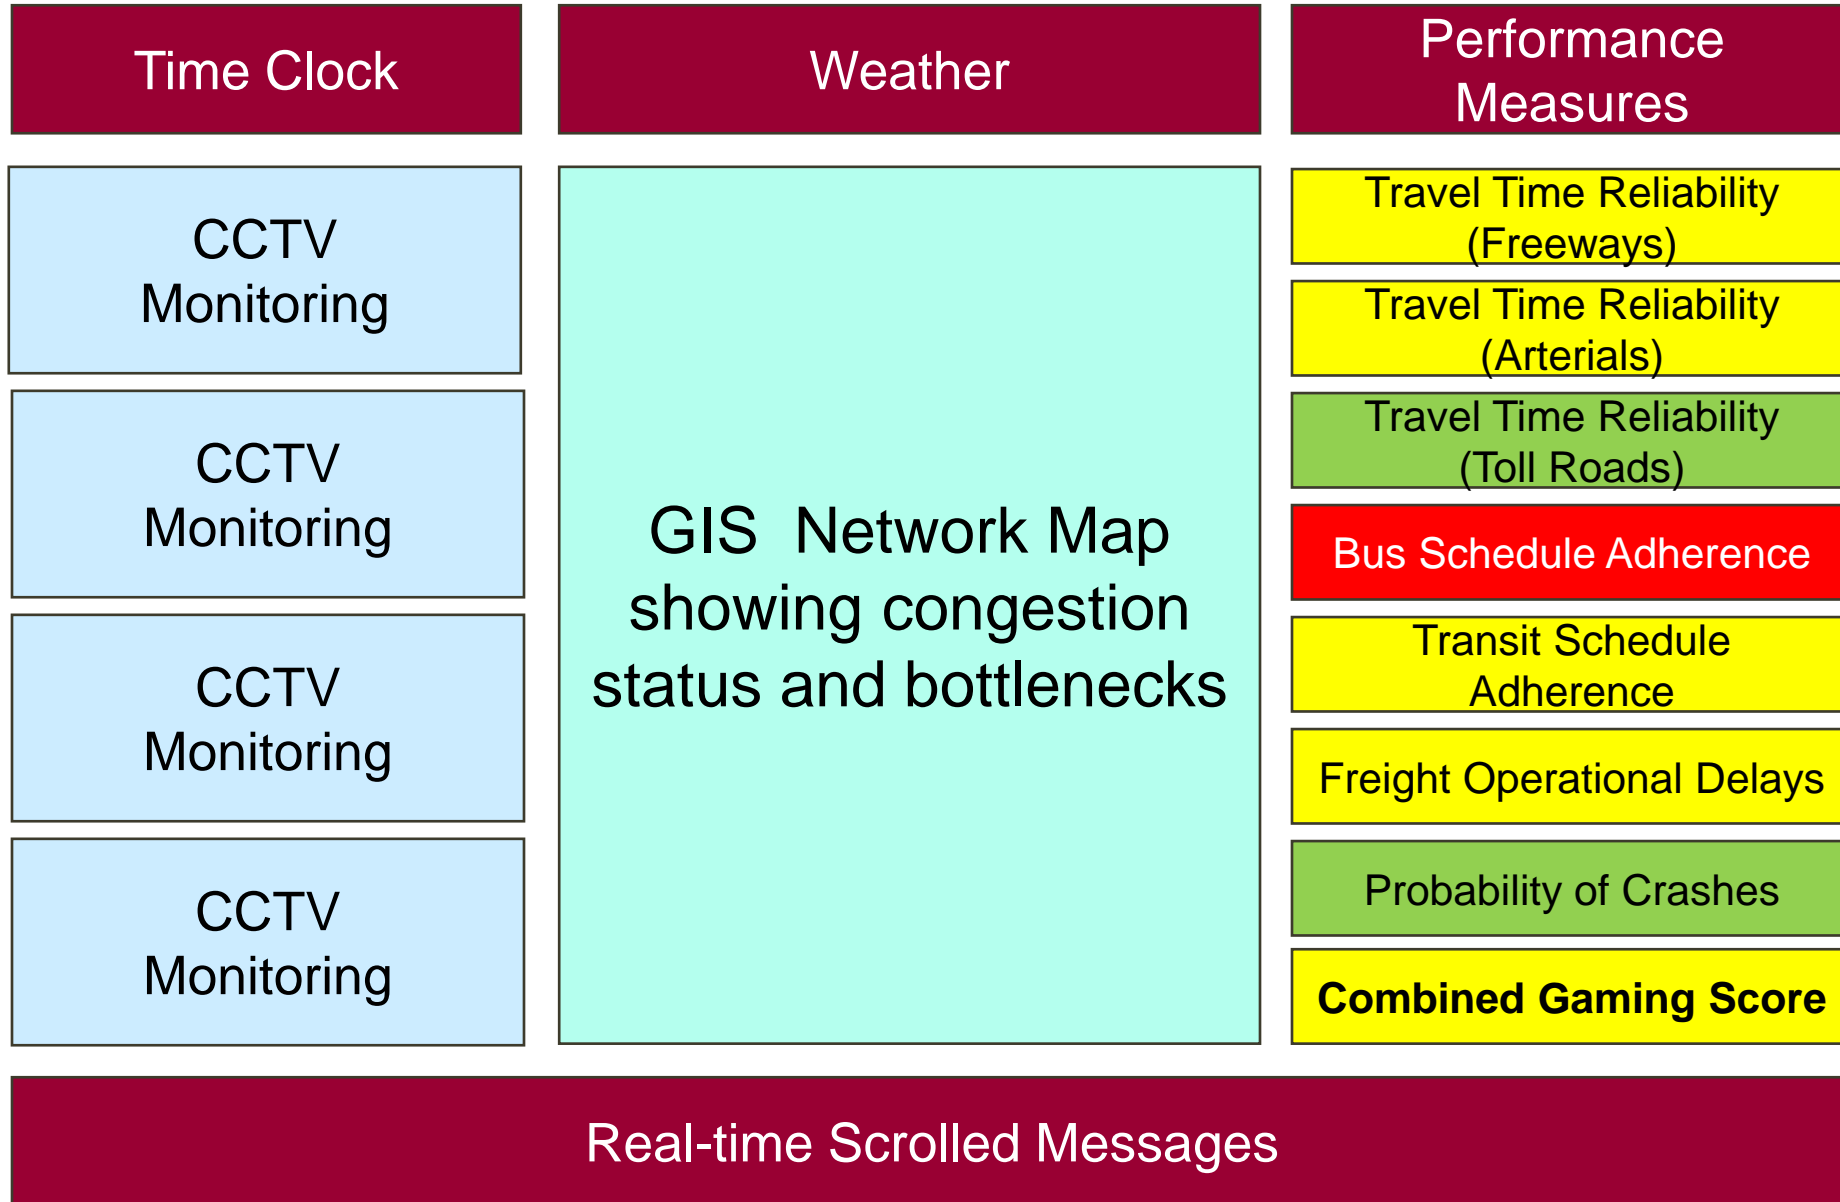 Time Clock
Weather
Performance
Measures
CCTV
Monitoring
CCTV
Monitoring
CCTV
Monitoring
CCTV
Monitoring
GIS  Network Map
showing congestion
status and bottlenecks
Travel Time Reliability
(Freeways)
Travel Time Reliability
(Arterials)
Travel Time Reliability
(Toll Roads)
Bus Schedule Adherence
Transit Schedule
Adherence
Freight Operational Delays
Probability of Crashes
Combined Gaming Score
Real-time Scrolled Messages